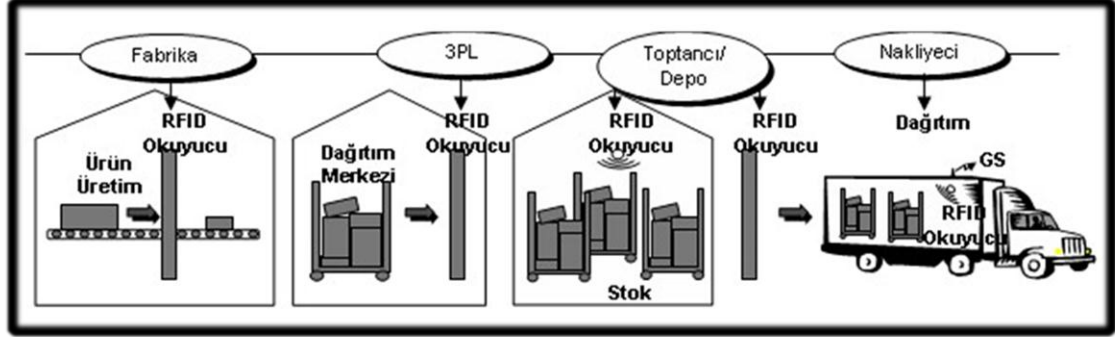 Fabrika
3PL
Toptancı/
Depo
Nakliyeci
RFID
Okuyucu
RFID
Okuyucu
RFID
Okuyucu
RFID
Okuyucu
Dağıtım
Ürün
Üretim
Dağıtım
Merkezi
GS
RFID
Okuyucu
Stok